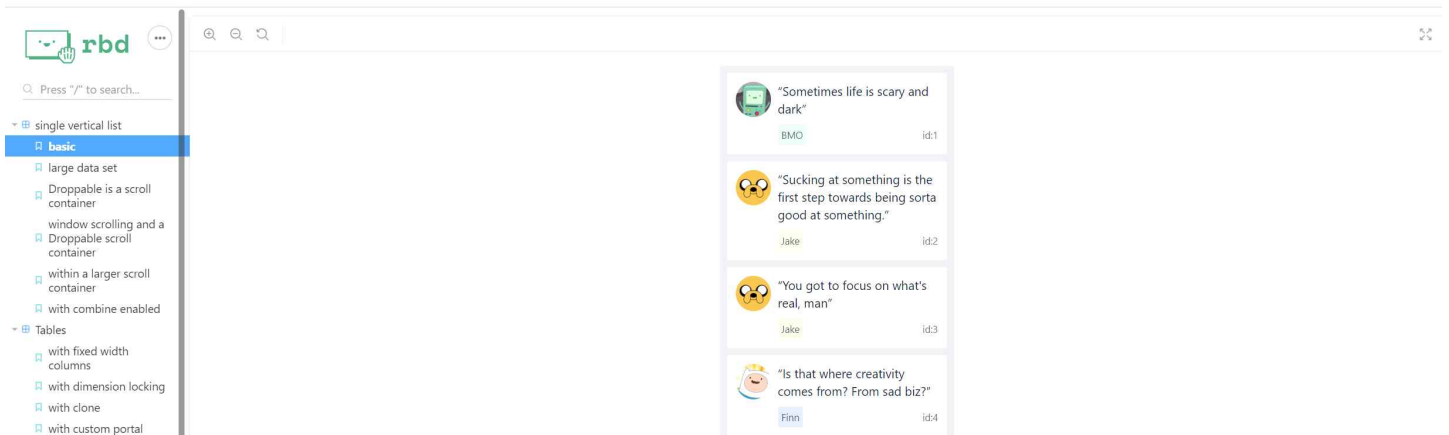 rbd
Press "/" to search...
single vertical list
basic
large data set
Droppable is a scroll
container
window scrolling and a
Droppable scroll
container
within a larger scroll
container
with combine enabled
Tables
with fixed width
columns
with dimension locking
with clone
with custom portal
“Sometimes life is scary and
dark”
BMO id:1
“Sucking at something is the
first step towards being sorta
good at something.”
Jake id:2
“You got to focus on what's
real, man”
Jake id:3
“Is that where creativity
comes from? From sad biz?”
Finn id:4